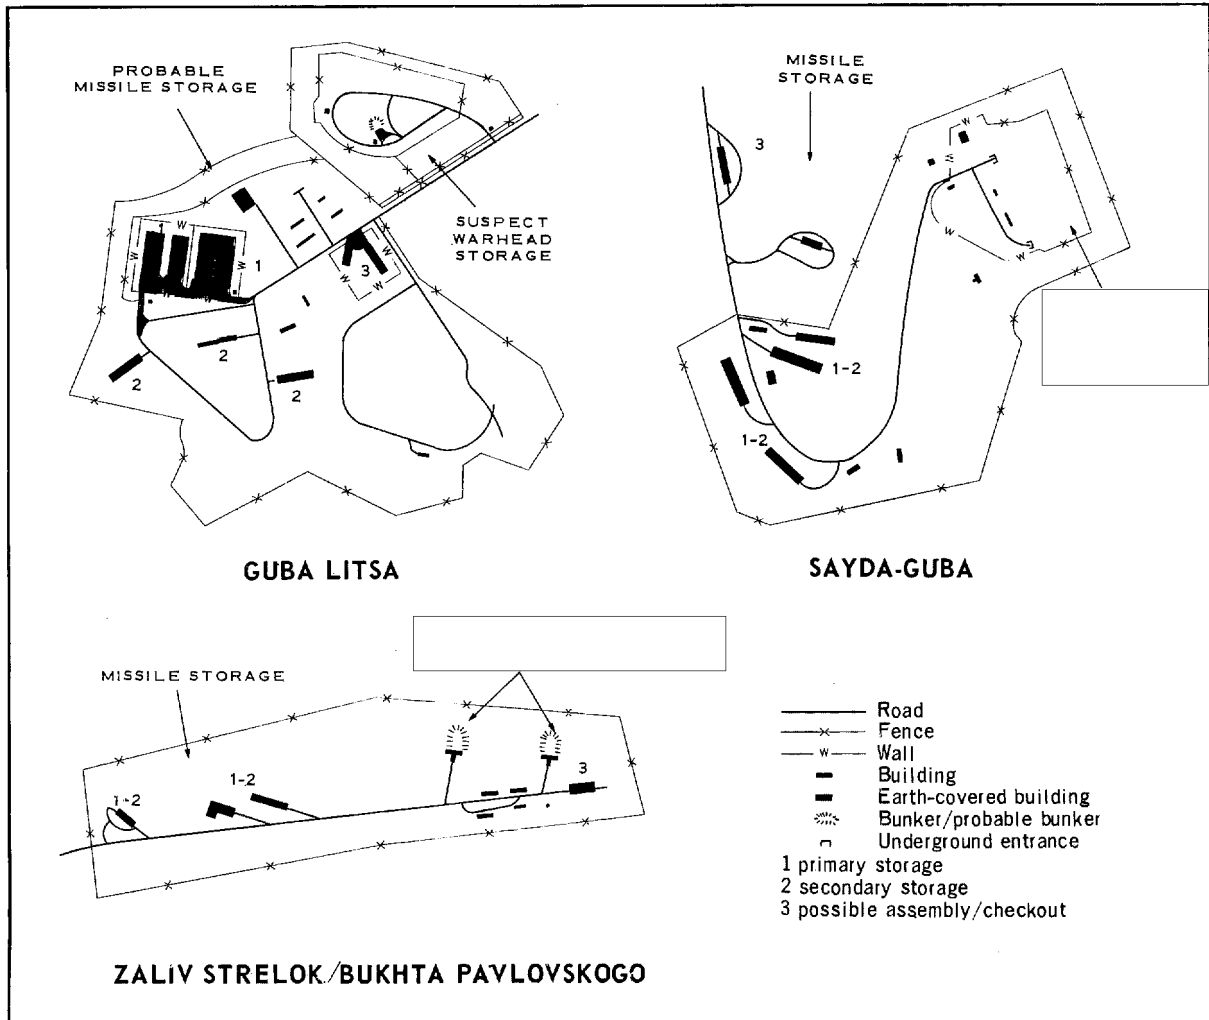 PROBABLE
MISSILE STORAGE
SUSPECT
WARHEAD
STORAGE
1
3
2
2
2
GUBA LITSA
MISSILE
STORAGE
3
1-2
1-2
SAYDA-GUBA
MISSILE STORAGE
1-2
1-2
3
ZALIV STRELOK/BUKHTA PAVLOVSKOGO
Road
Fence
Wall
Building
Earth-covered building
Bunker/probable bunker
Underground entrance
1 primary storage
2 secondary storage
3 possible assembly/checkout